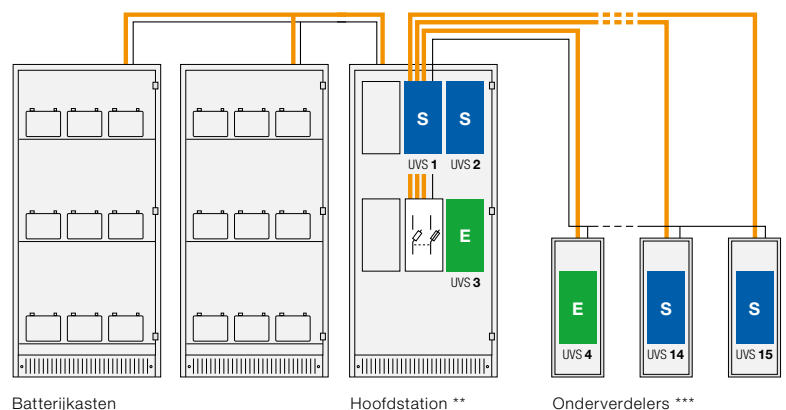 S S
UVS 1 UVS 2
E
UVS 3
E S S
UVS 4 UVS 14 UVS 15
Batterijkasten Hoofdstation ** Onderverdelers ***